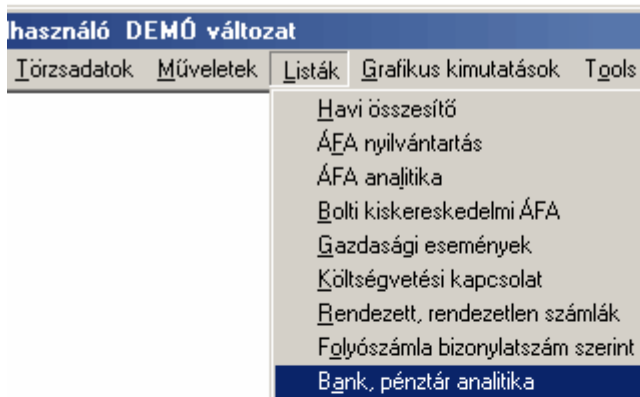 lhasználó DEMÓ változat
Törzsadatok Műveletek Listák Grafikus kimutatások Tools
Havi összesítő
ÁFA nyilvántartás
ÁFA analitika
Bolti kiskereskedelmi ÁFA
Gazdasági események
Költségvetési kapcsolat
Rendezett, rendezetlen számlák
Folyószámla bizonylatszám szerint
Bank, pénztár analitika